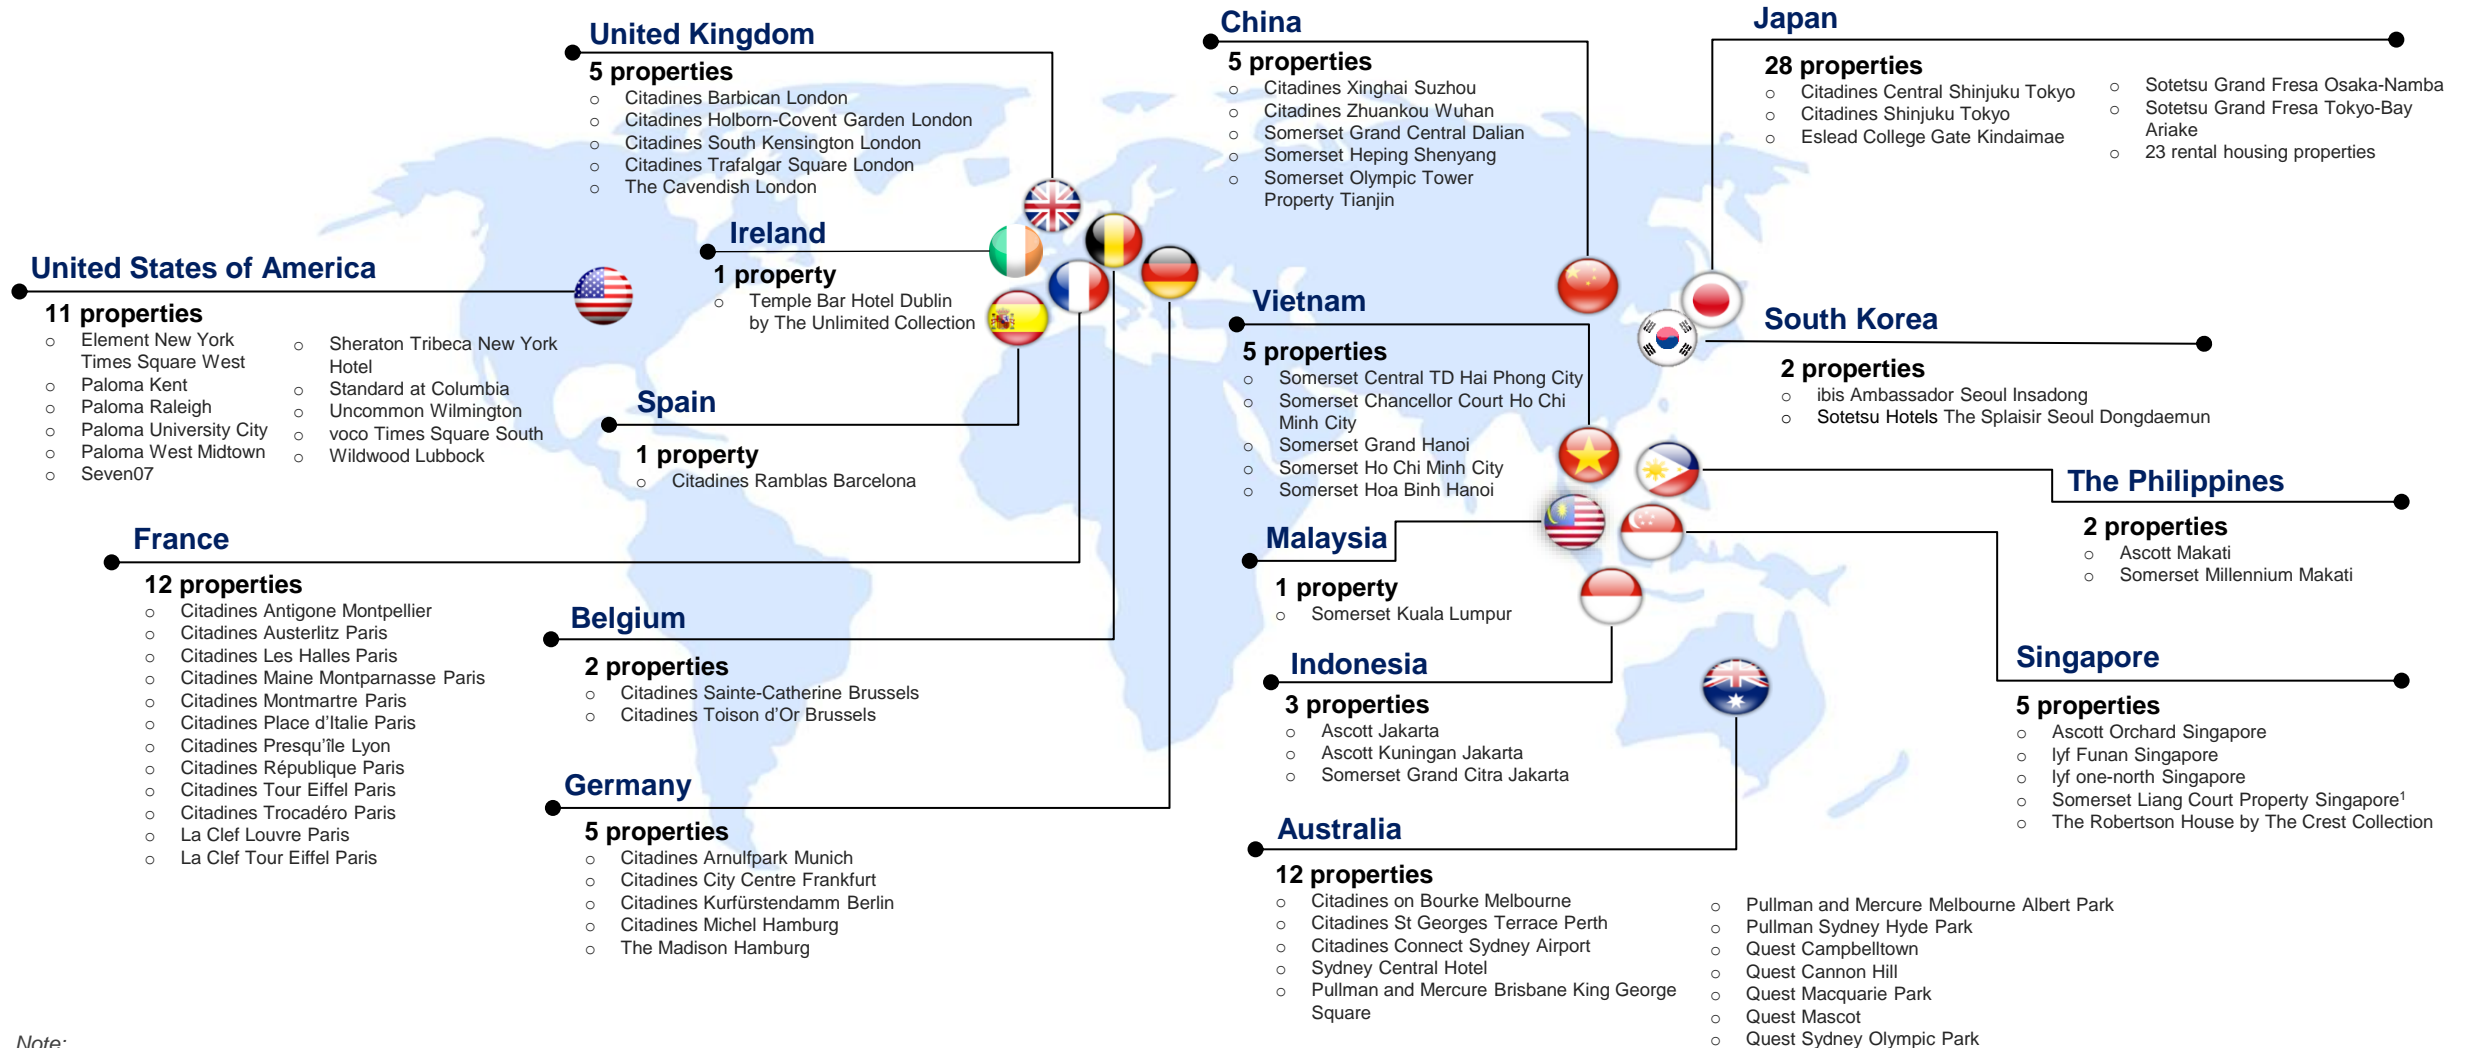 United Kingdom
5 properties
○ Citadines Barbican London
○ Citadines Holborn-Covent Garden London
○ Citadines South Kensington London
○ Citadines Trafalgar Square London
○ The Cavendish London
Ireland
1 property
○ Temple Bar Hotel Dublin
by The Unlimited Collection
United States of America
11 properties
○ Element New York
Times Square West
○ Paloma Kent
○ Paloma Raleigh
○ Paloma University City
○ Paloma West Midtown
○ Seven07
○ Sheraton Tribeca New York
Hotel
○ Standard at Columbia
○ Uncommon Wilmington
○ voco Times Square South
○ Wildwood Lubbock
Spain
1 property
○ Citadines Ramblas Barcelona
France
12 properties
○ Citadines Antigone Montpellier
○ Citadines Austerlitz Paris
○ Citadines Les Halles Paris
○ Citadines Maine Montparnasse Paris
○ Citadines Montmartre Paris
○ Citadines Place d’Italie Paris
○ Citadines Presqu’île Lyon
○ Citadines République Paris
○ Citadines Tour Eiffel Paris
○ Citadines Trocadéro Paris
○ La Clef Louvre Paris
○ La Clef Tour Eiffel Paris
Belgium
2 properties
○ Citadines Sainte-Catherine Brussels
○ Citadines Toison d’Or Brussels
Germany
5 properties
○ Citadines Arnulfpark Munich
○ Citadines City Centre Frankfurt
○ Citadines Kurfürstendamm Berlin
○ Citadines Michel Hamburg
○ The Madison Hamburg
China
5 properties
○ Citadines Xinghai Suzhou
○ Citadines Zhuankou Wuhan
○ Somerset Grand Central Dalian
○ Somerset Heping Shenyang
○ Somerset Olympic Tower
Property Tianjin
Japan
28 properties
○ Citadines Central Shinjuku Tokyo
○ Citadines Shinjuku Tokyo
○ Eslead College Gate Kindaimae
○ Sotetsu Grand Fresa Osaka-Namba
○ Sotetsu Grand Fresa Tokyo-Bay
Ariake
○ 23 rental housing properties
Vietnam
5 properties
○ Somerset Central TD Hai Phong City
○ Somerset Chancellor Court Ho Chi
Minh City
○ Somerset Grand Hanoi
○ Somerset Ho Chi Minh City
○ Somerset Hoa Binh Hanoi
South Korea
2 properties
○ ibis Ambassador Seoul Insadong
○ Sotetsu Hotels The Splaisir Seoul Dongdaemun
The Philippines
2 properties
○ Ascott Makati
○ Somerset Millennium Makati
Malaysia
1 property
○ Somerset Kuala Lumpur
Indonesia
3 properties
○ Ascott Jakarta
○ Ascott Kuningan Jakarta
○ Somerset Grand Citra Jakarta
Singapore
5 properties
○ Ascott Orchard Singapore
○ lyf Funan Singapore
○ lyf one-north Singapore
○ Somerset Liang Court Property Singapore¹
○ The Robertson House by The Crest Collection
Australia
12 properties
○ Citadines on Bourke Melbourne
○ Citadines St Georges Terrace Perth
○ Citadines Connect Sydney Airport
○ Sydney Central Hotel
○ Pullman and Mercure Brisbane King George
Square
○ Pullman and Mercure Melbourne Albert Park
○ Pullman Sydney Hyde Park
○ Quest Campbelltown
○ Quest Cannon Hill
○ Quest Macquarie Park
○ Quest Mascot
○ Quest Sydney Olympic Park
Note: